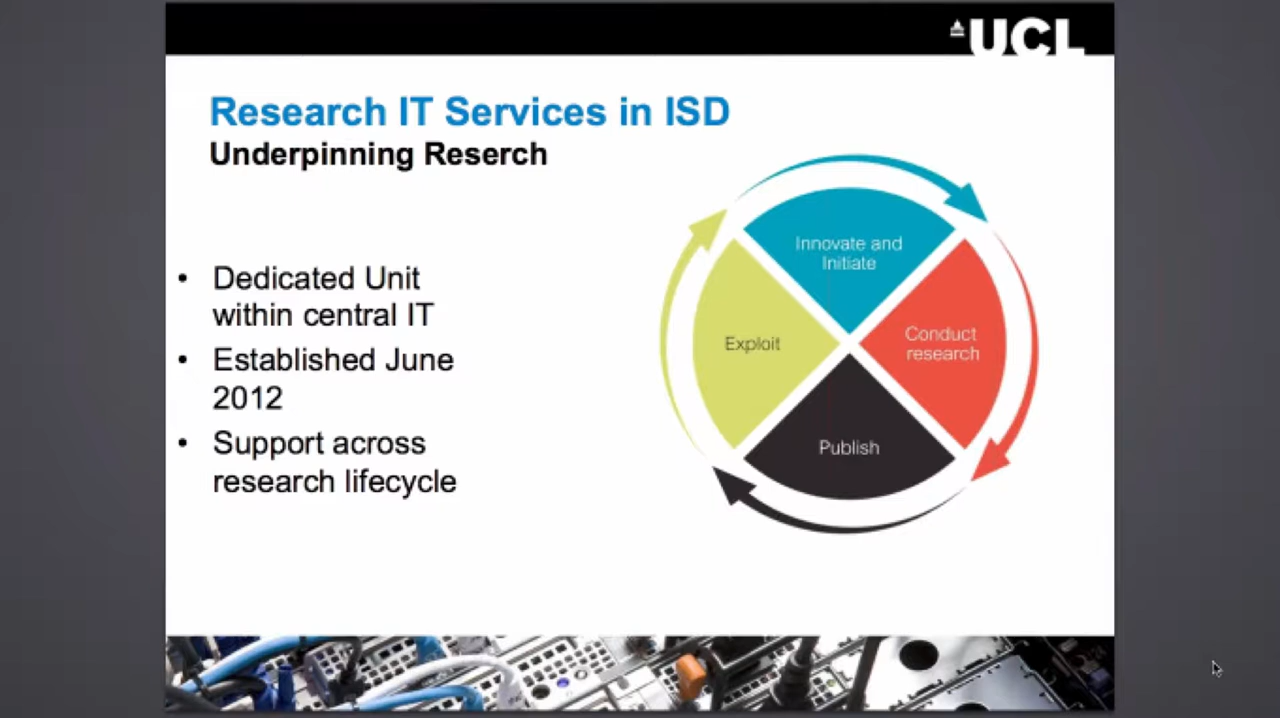 UCL
Research IT Services in ISD
Underpinning Reserch
• Dedicated Unit
within central IT
• Established June
2012
• Support across
research lifecycle
Innovate and
Initiate
Conduct
research
Publish
Exploit